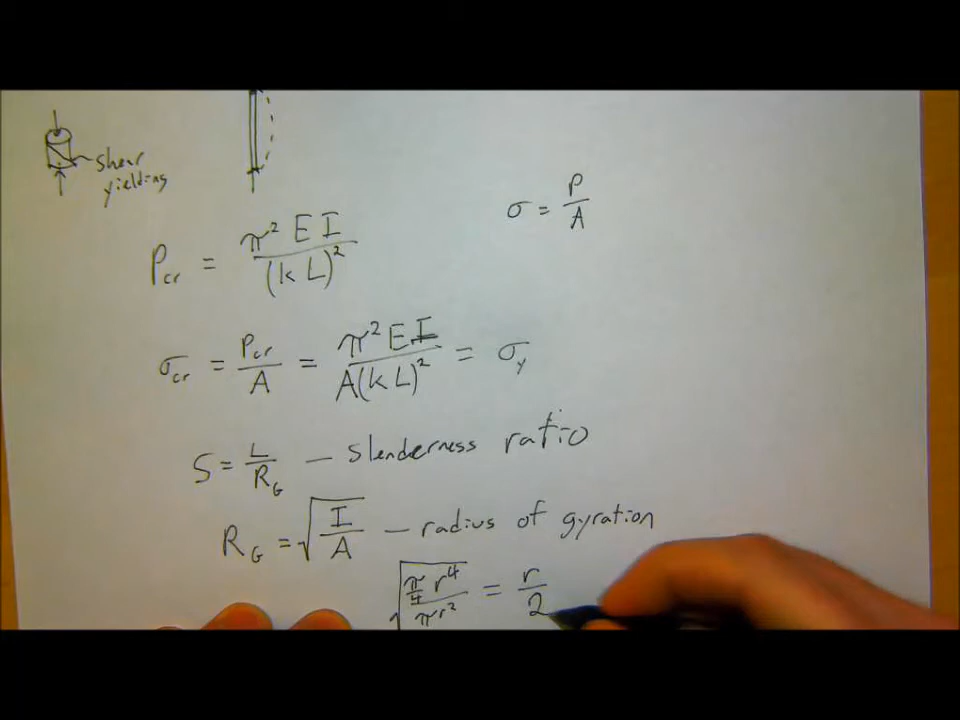 shear
yielding
σ = P/A
P_cr = π² E I / (k L)²
σ_cr = P_cr / A = π² E I / A(k L)² = σ_y
S = L / R_G — slenderness ratio
R_G = √(I / A) — radius of gyration
√(π/4 r⁴ / π r²) = r / 2